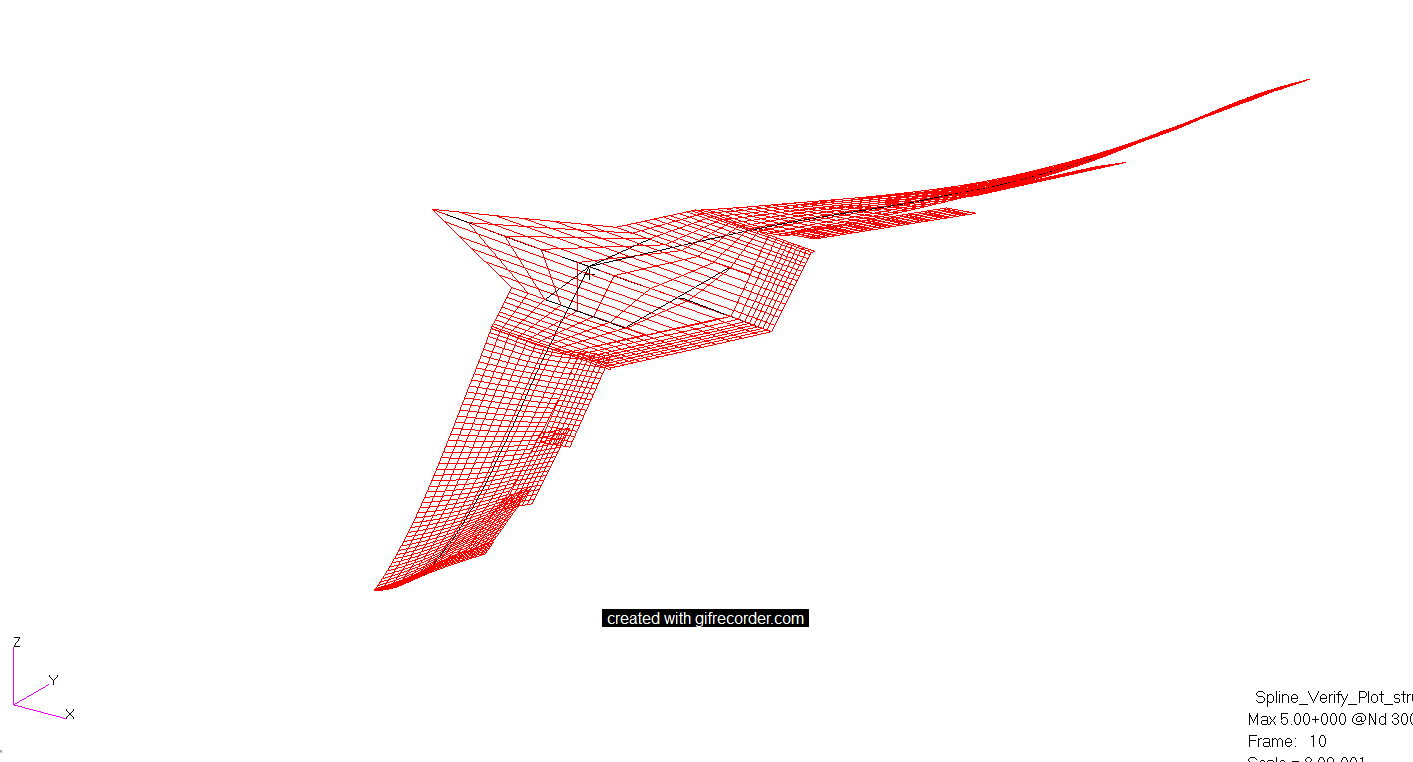 created with gifrecorder.com
Z
Y
X
Spline_Verify_Plot_str
Max 5.00+000 @Nd 300
Frame: 10